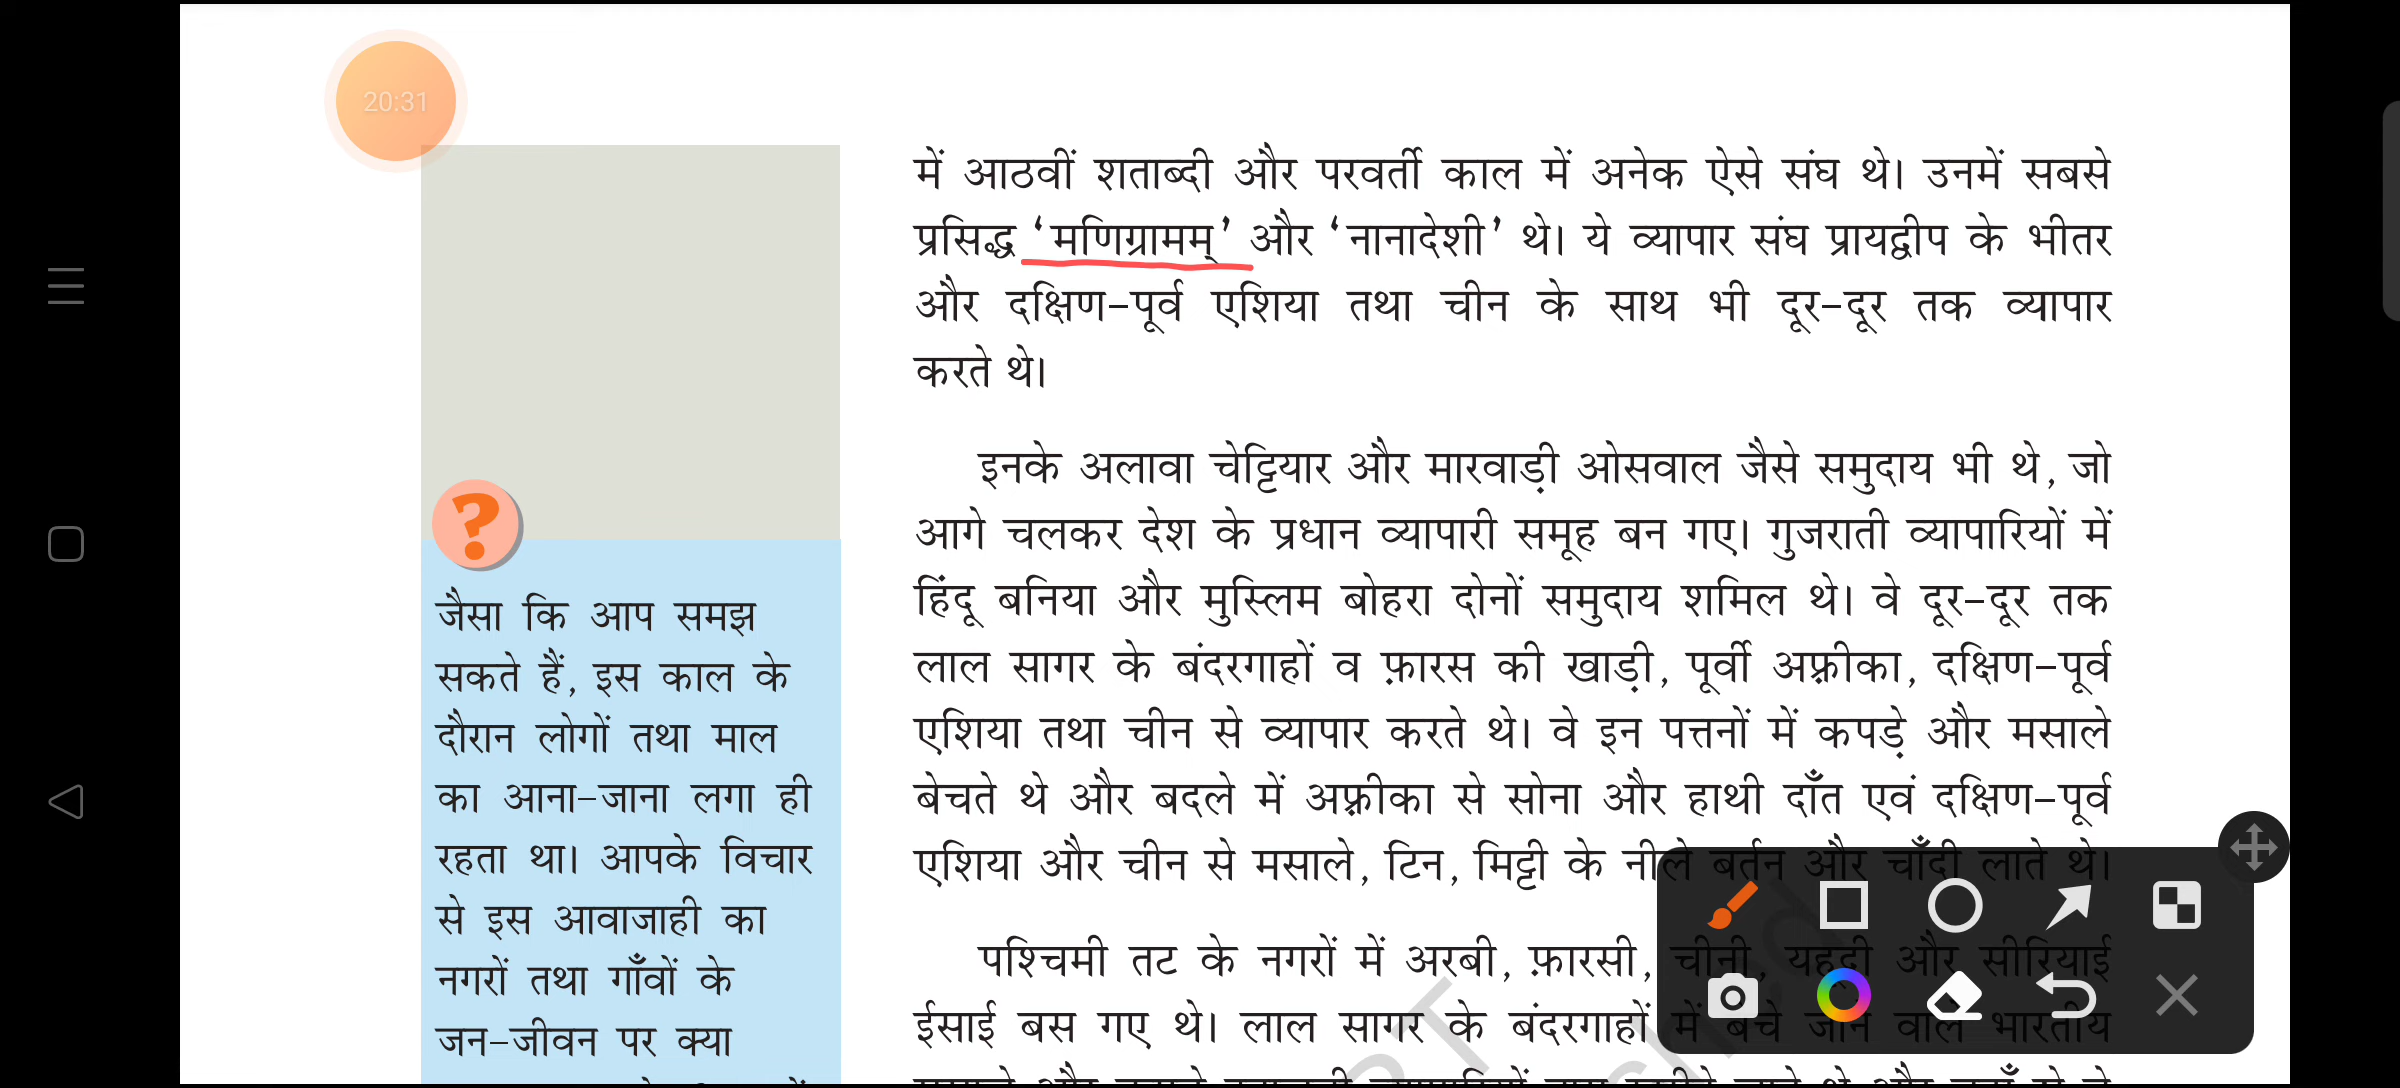 20:31
में आठवीं शताब्दी और परवर्ती काल में अनेक ऐसे संघ थे। उनमें सबसे
प्रसिद्ध ‘मणिग्रामम्’ और ‘नानादेशी’ थे। ये व्यापार संघ प्रायद्वीप के भीतर
और दक्षिण-पूर्व एशिया तथा चीन के साथ भी दूर-दूर तक व्यापार
करते थे।
इनके अलावा चेट्टियार और मारवाड़ी ओसवाल जैसे समुदाय भी थे, जो
आगे चलकर देश के प्रधान व्यापारी समूह बन गए। गुजराती व्यापारियों में
हिंदू बनिया और मुस्लिम बोहरा दोनों समुदाय शमिल थे। वे दूर-दूर तक
लाल सागर के बंदरगाहों व फ़ारस की खाड़ी, पूर्वी अफ़्रीका, दक्षिण-पूर्व
एशिया तथा चीन से व्यापार करते थे। वे इन पत्तनों में कपड़े और मसाले
बेचते थे और बदले में अफ़्रीका से सोना और हाथी दाँत एवं दक्षिण-पूर्व
एशिया और चीन से मसाले, टिन, मिट्टी के नीले बर्तन और चाँदी लाते थे।
पश्चिमी तट के नगरों में अरबी, फ़ारसी, चीनी, यहूदी और सीरियाई
ईसाई बस गए थे। लाल सागर के बंदरगाहों में बेचे जाने वाले भारतीय
?
जैसा कि आप समझ
सकते हैं, इस काल के
दौरान लोगों तथा माल
का आना-जाना लगा ही
रहता था। आपके विचार
से इस आवाजाही का
नगरों तथा गाँवों के
जन-जीवन पर क्या